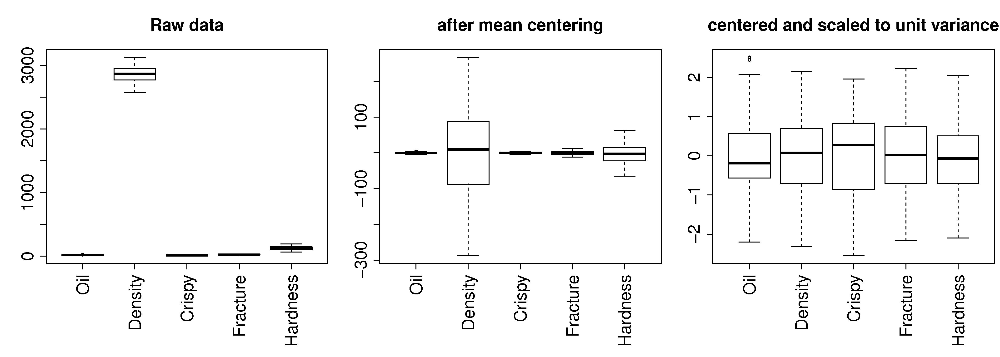 Raw data
3000
2000
1000
0
Oil
Density
Crispy
Fracture
Hardness
after mean centering
100
−100
−300
Oil
Density
Crispy
Fracture
Hardness
centered and scaled to unit variance
2
1
0
−1
−2
Oil
Density
Crispy
Fracture
Hardness